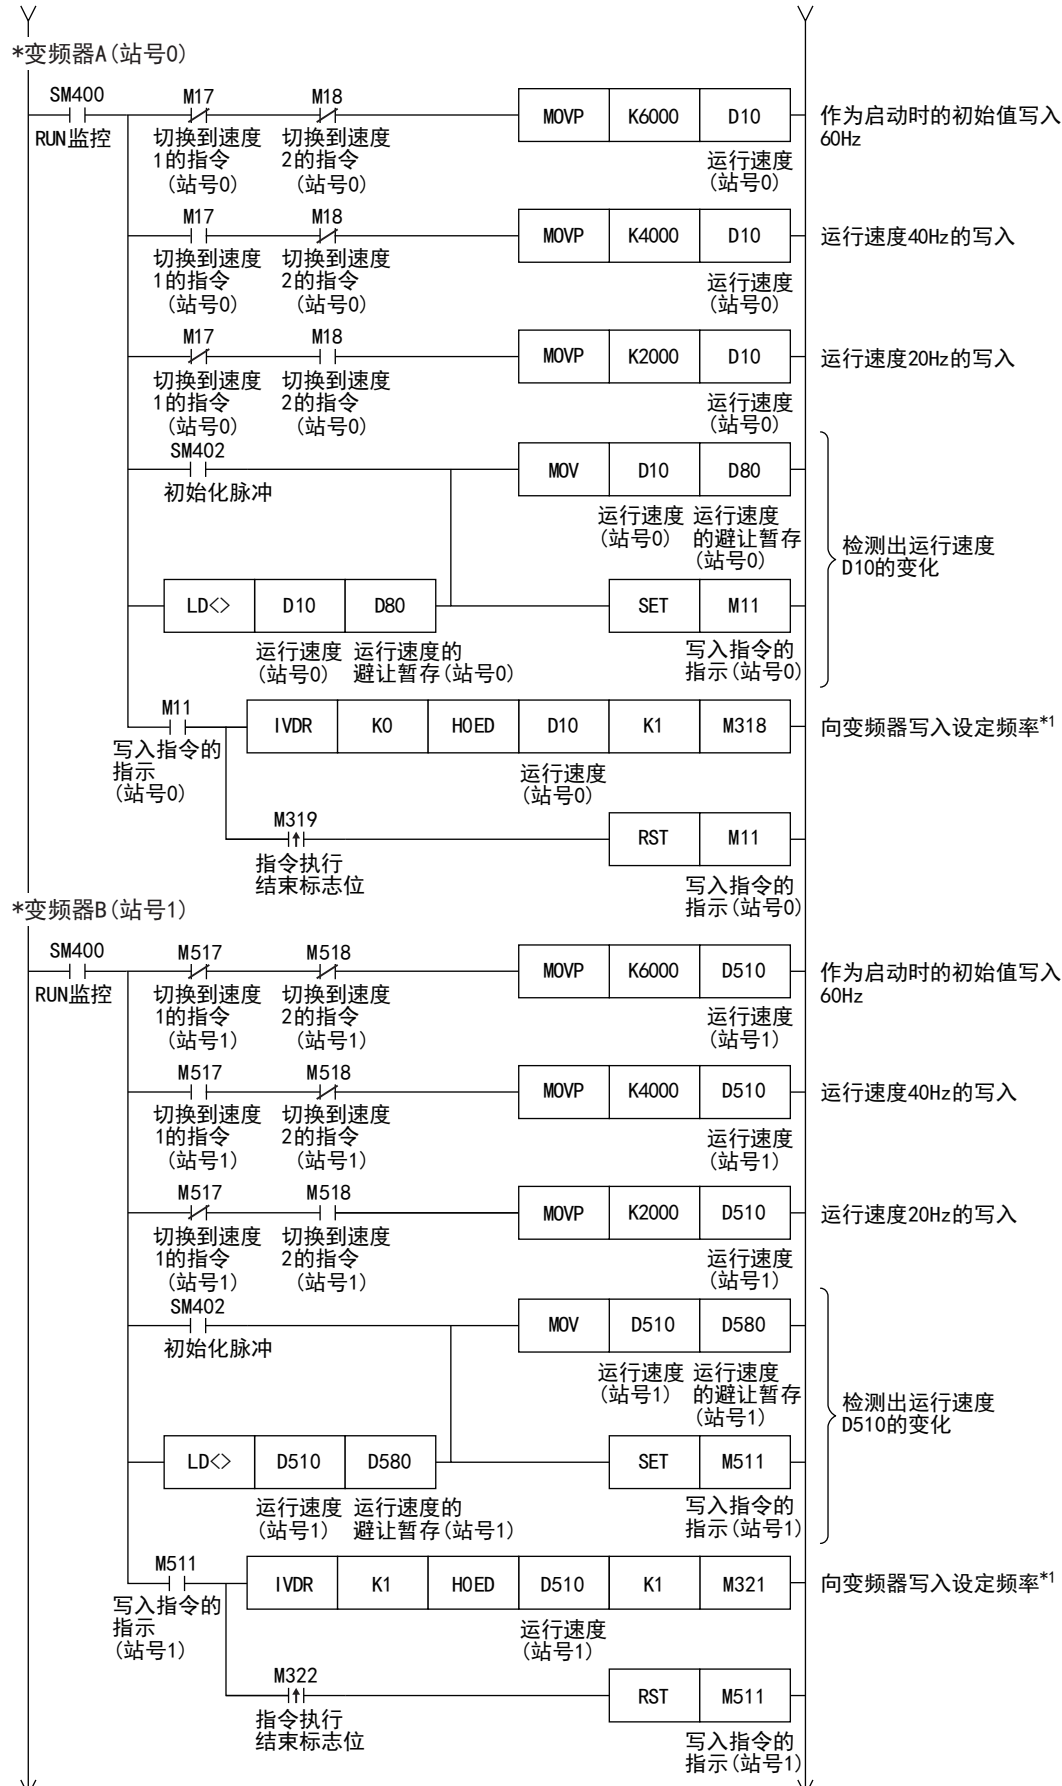 *变频器A(站号0)
SM400
M17
M18
MOVP K6000 D10
作为启动时的初始值写入
60Hz
RUN监控
切换到速度
1的指令
(站号0)
切换到速度
2的指令
(站号0)
运行速度
(站号0)
M17
M18
MOVP K4000 D10
运行速度40Hz的写入
切换到速度
1的指令
(站号0)
切换到速度
2的指令
(站号0)
运行速度
(站号0)
M17
M18
MOVP K2000 D10
运行速度20Hz的写入
切换到速度
1的指令
(站号0)
切换到速度
2的指令
(站号0)
运行速度
(站号0)
SM402
初始化脉冲
MOV D10 D80
运行速度
(站号0)
运行速度
的避让暂存
(站号0)
检测出运行速度
D10的变化
LD<> D10 D80
SET M11
运行速度
(站号0)
运行速度的
避让暂存(站号0)
写入指令的
指示(站号0)
M11
写入指令的
指示
(站号0)
IVDR K0 H0ED D10 K1 M318
向变频器写入设定频率*1
运行速度
(站号0)
M319
指令执行
结束标志位
RST M11
写入指令的
指示(站号0)
*变频器B(站号1)
SM400
M517
M518
MOVP K6000 D510
作为启动时的初始值写入
60Hz
RUN监控
切换到速度
1的指令
(站号1)
切换到速度
2的指令
(站号1)
运行速度
(站号1)
M517
M518
MOVP K4000 D510
运行速度40Hz的写入
切换到速度
1的指令
(站号1)
切换到速度
2的指令
(站号1)
运行速度
(站号1)
M517
M518
MOVP K2000 D510
运行速度20Hz的写入
切换到速度
1的指令
(站号1)
切换到速度
2的指令
(站号1)
运行速度
(站号1)
SM402
初始化脉冲
MOV D510 D580
运行速度
(站号1)
运行速度
的避让暂存
(站号1)
检测出运行速度
D510的变化
LD<> D510 D580
SET M511
运行速度
(站号1)
运行速度的
避让暂存(站号1)
写入指令的
指示(站号1)
M511
写入指令的
指示
(站号1)
IVDR K1 H0ED D510 K1 M321
向变频器写入设定频率*1
运行速度
(站号1)
M322
指令执行
结束标志位
RST M511
写入指令的
指示(站号1)